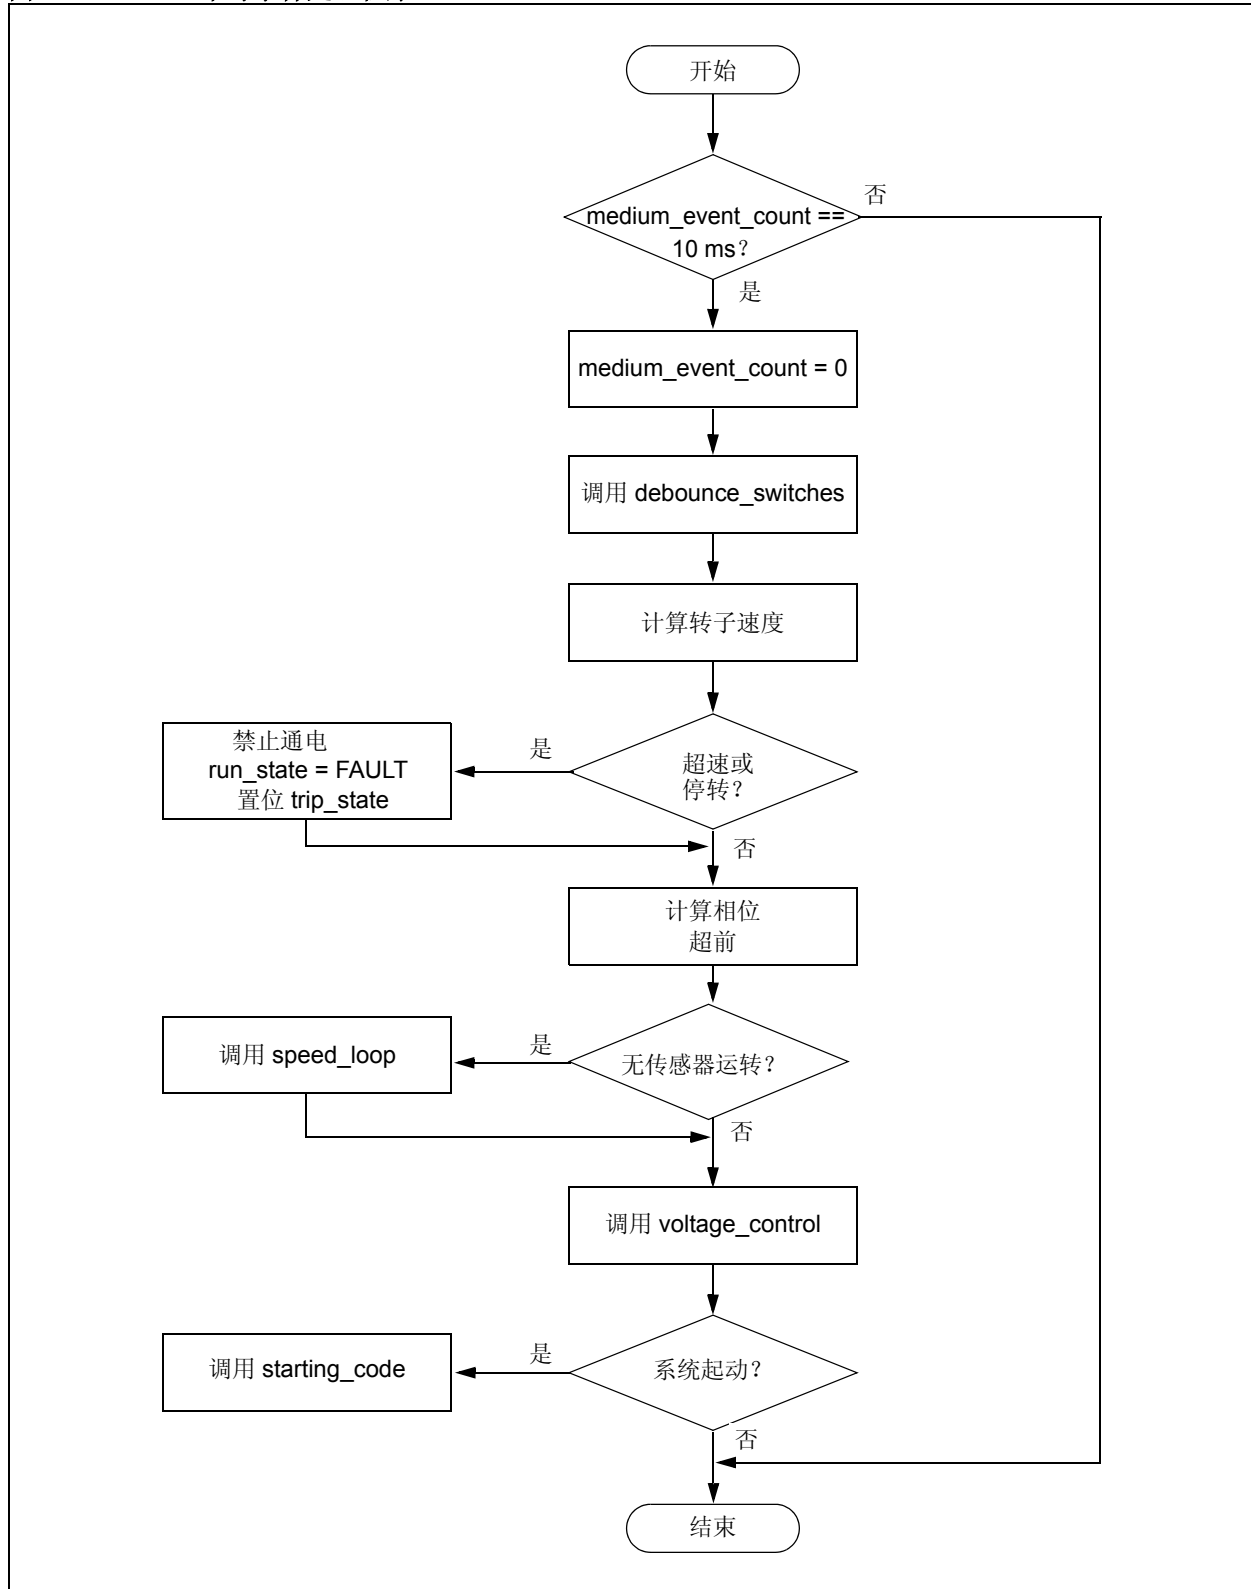 开始
否
medium_event_count ==
10 ms?
是
medium_event_count = 0
调用 debounce_switches
计算转子速度
禁止通电
run_state = FAULT
置位 trip_state
是
超速或
停转？
否
计算相位
超前
调用 speed_loop
是
无传感器运转？
否
调用 voltage_control
调用 starting_code
是
系统起动？
否
结束